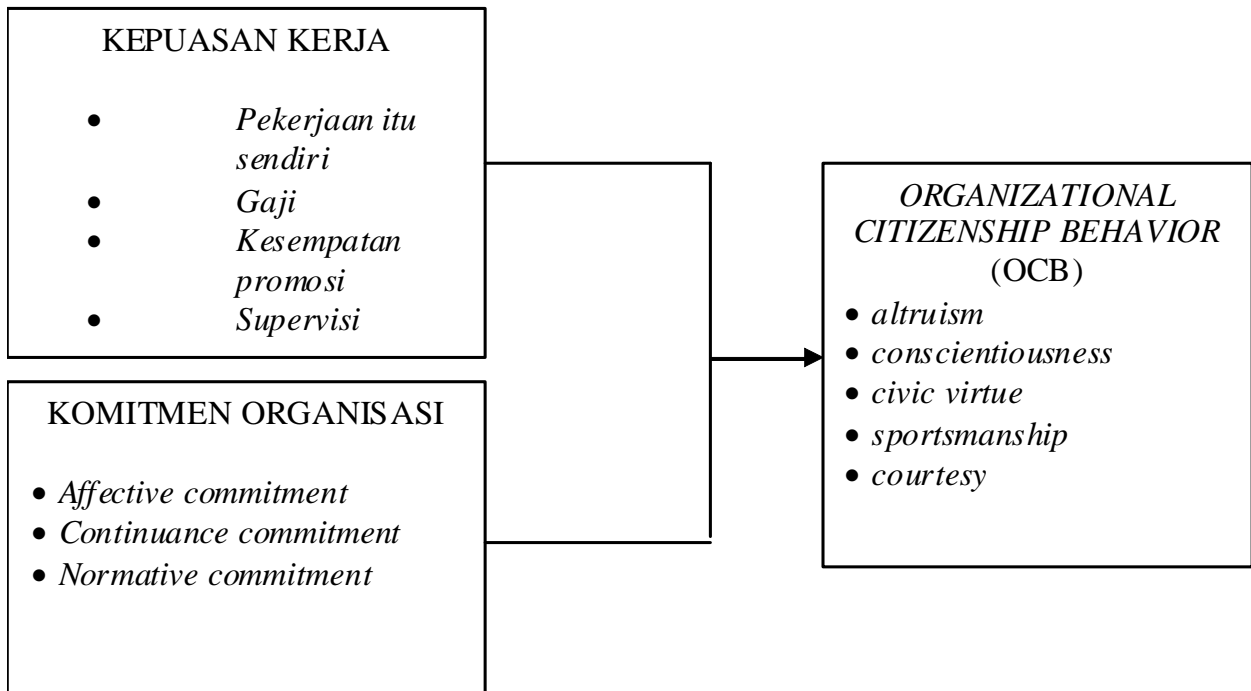 KEPUASAN KERJA
• Pekerjaan itu
sendiri
• Gaji
• Kesempatan
promosi
• Supervisi
KOMITMEN ORGANISASI
• Affective commitment
• Continuance commitment
• Normative commitment
ORGANIZATIONAL
CITIZENSHIP BEHAVIOR
(OCB)
• altruism
• conscientiousness
• civic virtue
• sportsmanship
• courtesy